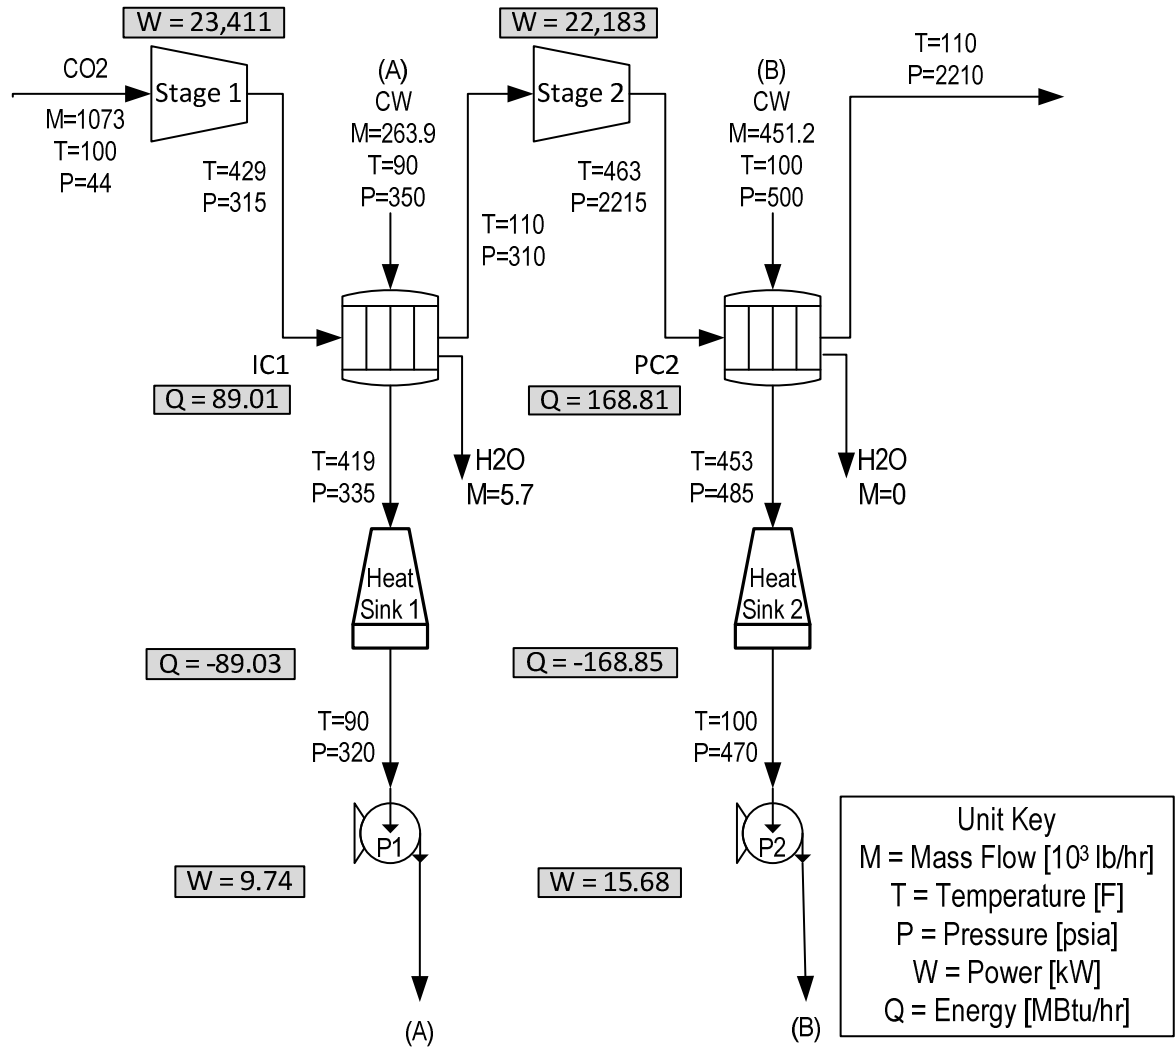 W = 23,411
W = 22,183
CO2
Stage 1
M=1073
T=100
P=44
T=429
P=315
(A)
CW
M=263.9
T=90
P=350
T=110
P=310
Stage 2
T=463
P=2215
(B)
CW
M=451.2
T=100
P=500
T=110
P=2210
IC1
Q = 89.01
PC2
Q = 168.81
T=419
P=335
H2O
M=5.7
T=453
P=485
H2O
M=0
Heat
Sink 1
Heat
Sink 2
Q = -89.03
Q = -168.85
T=90
P=320
T=100
P=470
P1
P2
W = 9.74
W = 15.68
(A)
(B)
Unit Key
M = Mass Flow [10³ lb/hr]
T = Temperature [F]
P = Pressure [psia]
W = Power [kW]
Q = Energy [MBtu/hr]